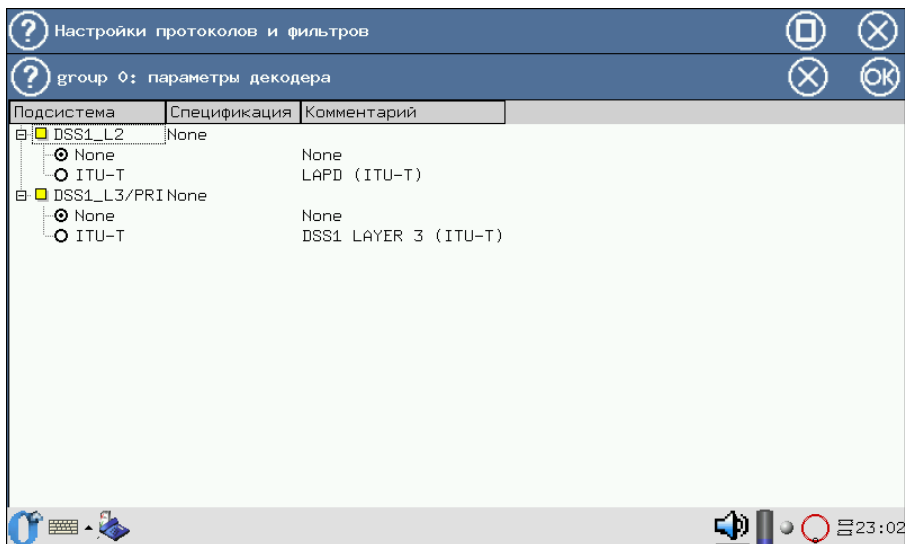 Настройки протоколов и фильтров
group 0: параметры декодера
OK
Подсистема Спецификация Комментарий
DSS1_L2 None
None None
ITU-T LAPD (ITU-T)
DSS1_L3/PRI None
None None
ITU-T DSS1 LAYER 3 (ITU-T)
23:02